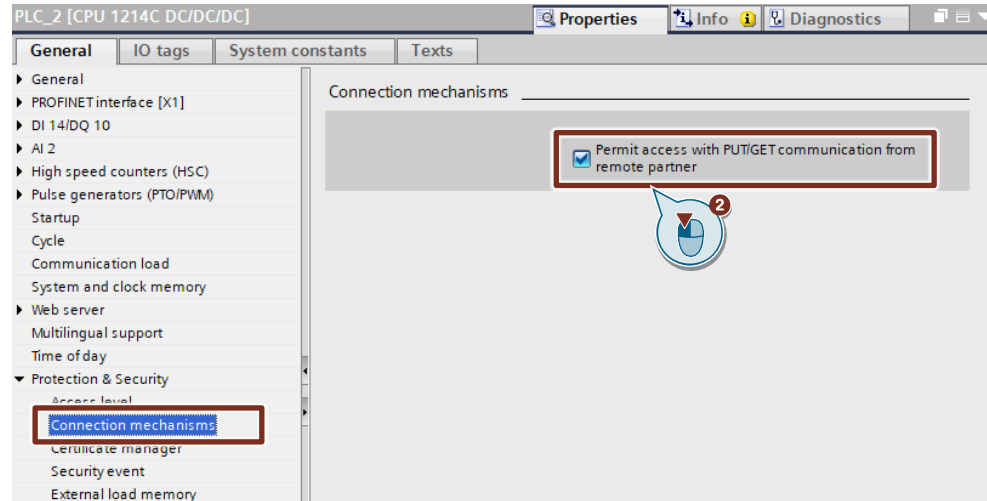 PLC_2 [CPU 1214C DC/DC/DC]
Properties
Info
Diagnostics
General
IO tags
System constants
Texts
General
PROFINET interface [X1]
DI 14/DQ 10
AI 2
High speed counters (HSC)
Pulse generators (PTO/PWM)
Startup
Cycle
Communication load
System and clock memory
Web server
Multilingual support
Time of day
Protection & Security
Access level
Connection mechanisms
Certificate manager
Security event
External load memory
Connection mechanisms
Permit access with PUT/GET communication from
remote partner
2